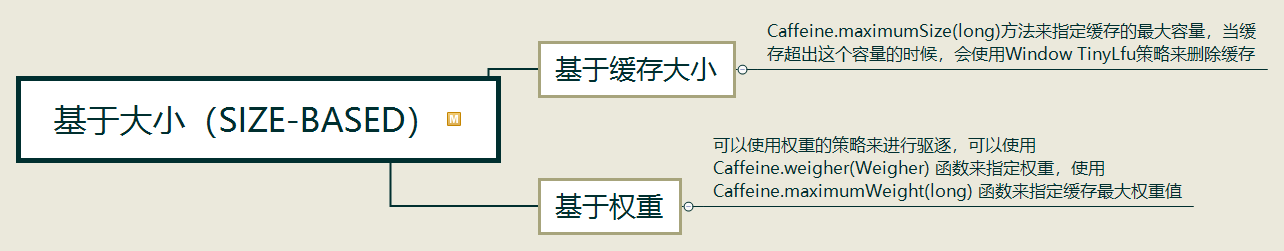 基于大小（SIZE-BASED）
M
基于缓存大小
Caffeine.maximumSize(long)方法来指定缓存的最大容量，当缓
存超出这个容量的时候，会使用Window TinyLfu策略来删除缓存
基于权重
可以使用权重的策略来进行驱逐，可以使用
Caffeine.weigher(Weigher) 函数来指定权重，使用
Caffeine.maximumWeight(long) 函数来指定缓存最大权重值